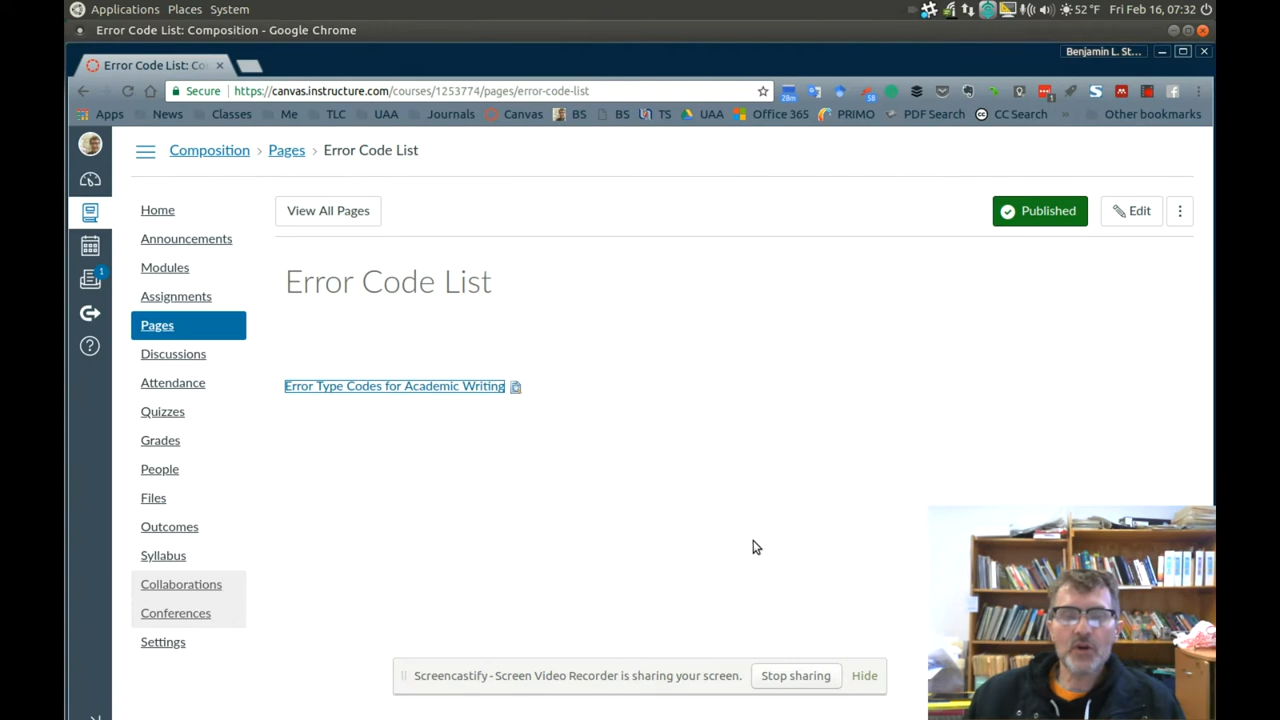 Applications Places System
52 °F Fri Feb 16, 07:32
Error Code List: Composition - Google Chrome
Error Code List: Co
Benjamin L. St...
Secure https://canvas.instructure.com/courses/1253774/pages/error-code-list
28m
58
1
Apps News Classes Me TLC UAA Journals Canvas BS BS TS UAA Office 365 PRIMO PDF Search CC Search » Other bookmarks
Composition > Pages > Error Code List
Home
View All Pages
Published
Edit
Announcements
Modules
1
Assignments
Error Code List
Pages
Discussions
Attendance
Error Type Codes for Academic Writing
Quizzes
Grades
People
Files
Outcomes
Syllabus
Collaborations
Conferences
Settings
Screencastify - Screen Video Recorder is sharing your screen. Stop sharing Hide